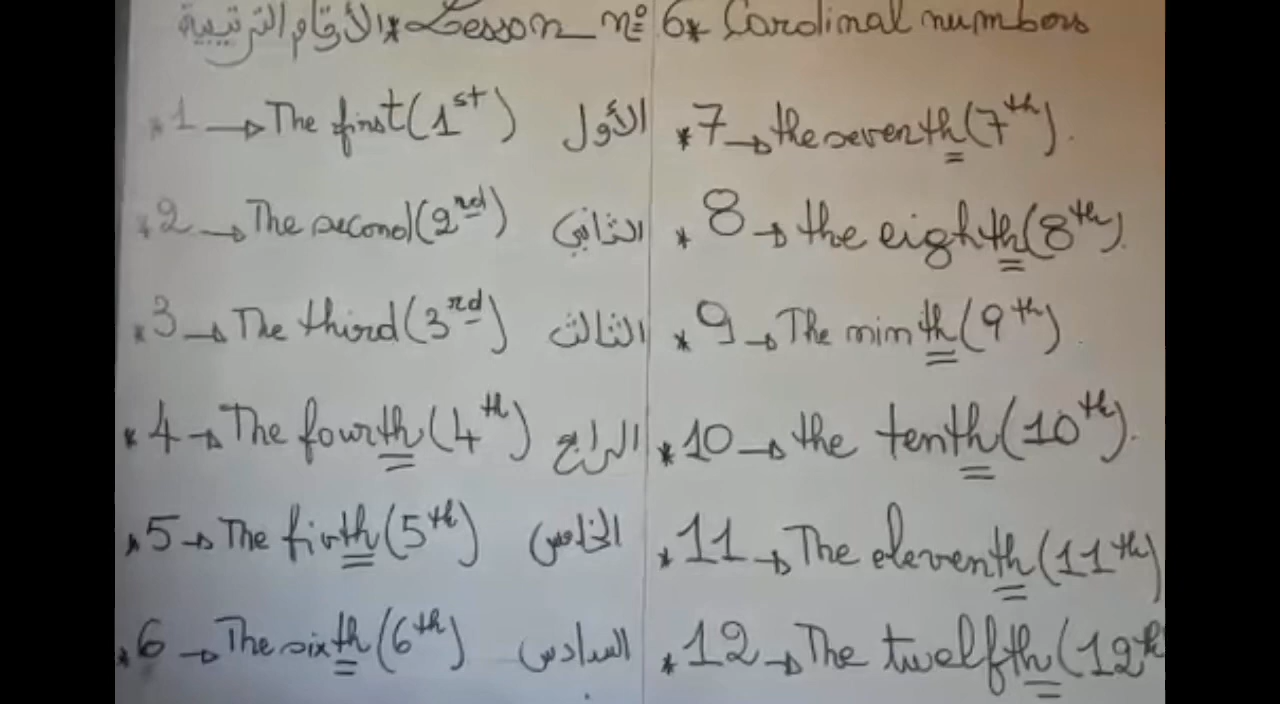 الأرقام الترتيبية * Lesson n° 6 * Cardinal numbers
* 1 → The first (1st) الأول
* 2 → The second (2nd) الثاني
* 3 → The third (3rd) الثالث
* 4 → The fourth (4th) الرابع
* 5 → The firth (5th) الخامس
* 6 → The sixth (6th) السادس
* 7 → the seventh (7th).
* 8 → the eighth (8th).
* 9 → The ninth (9th).
* 10 → the tenth (10th).
* 11 → The eleventh (11th)
* 12 → The twelfth (12th